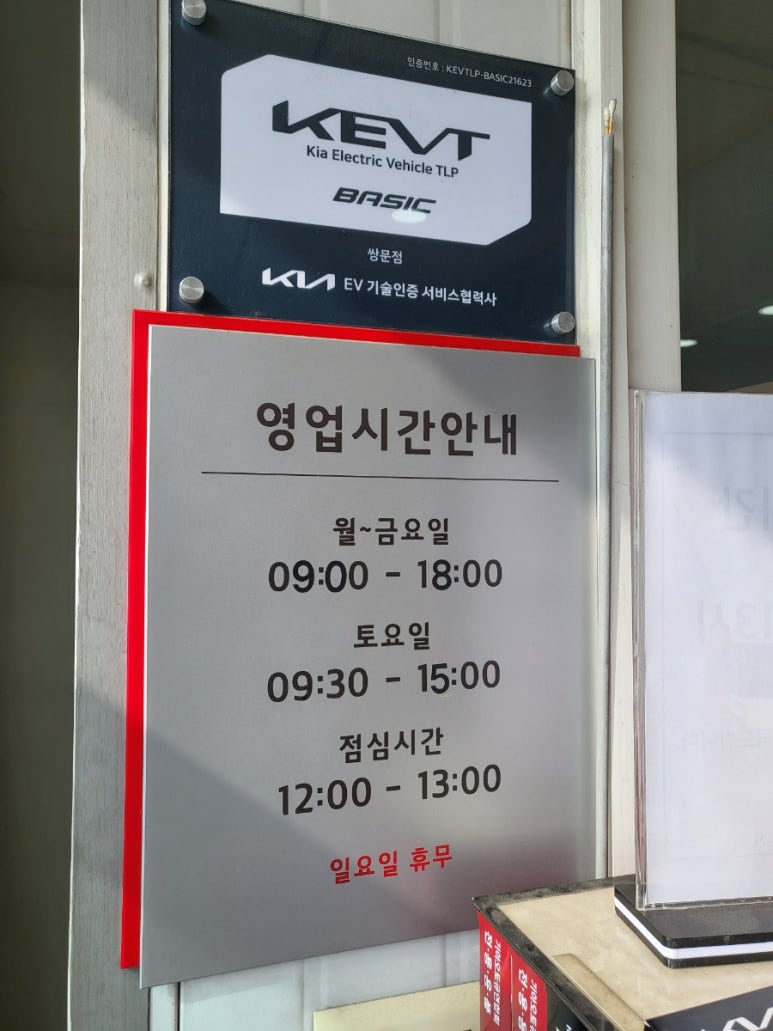 인증번호 : KEVTLP-BASIC21623
KEVT
Kia Electric Vehicle TLP
BASIC
쌍문점
KIA EV 기술인증 서비스협력사
영업시간안내
월~금요일
09:00 - 18:00
토요일
09:30 - 15:00
점심시간
12:00 - 13:00
일요일 휴무